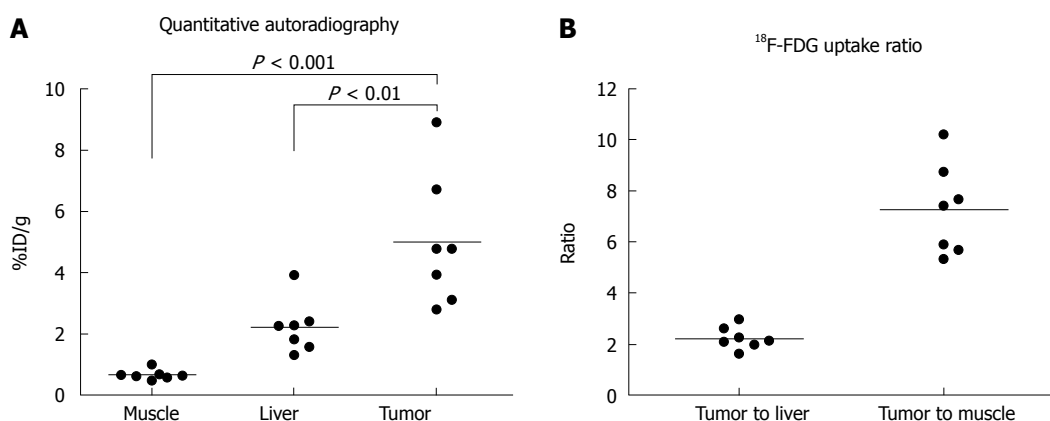 A
Quantitative autoradiography
P < 0.001
P < 0.01
10
8
6
4
2
0
%ID/g
Muscle
Liver
Tumor
B
¹⁸F-FDG uptake ratio
12
10
8
6
4
2
0
Ratio
Tumor to liver
Tumor to muscle